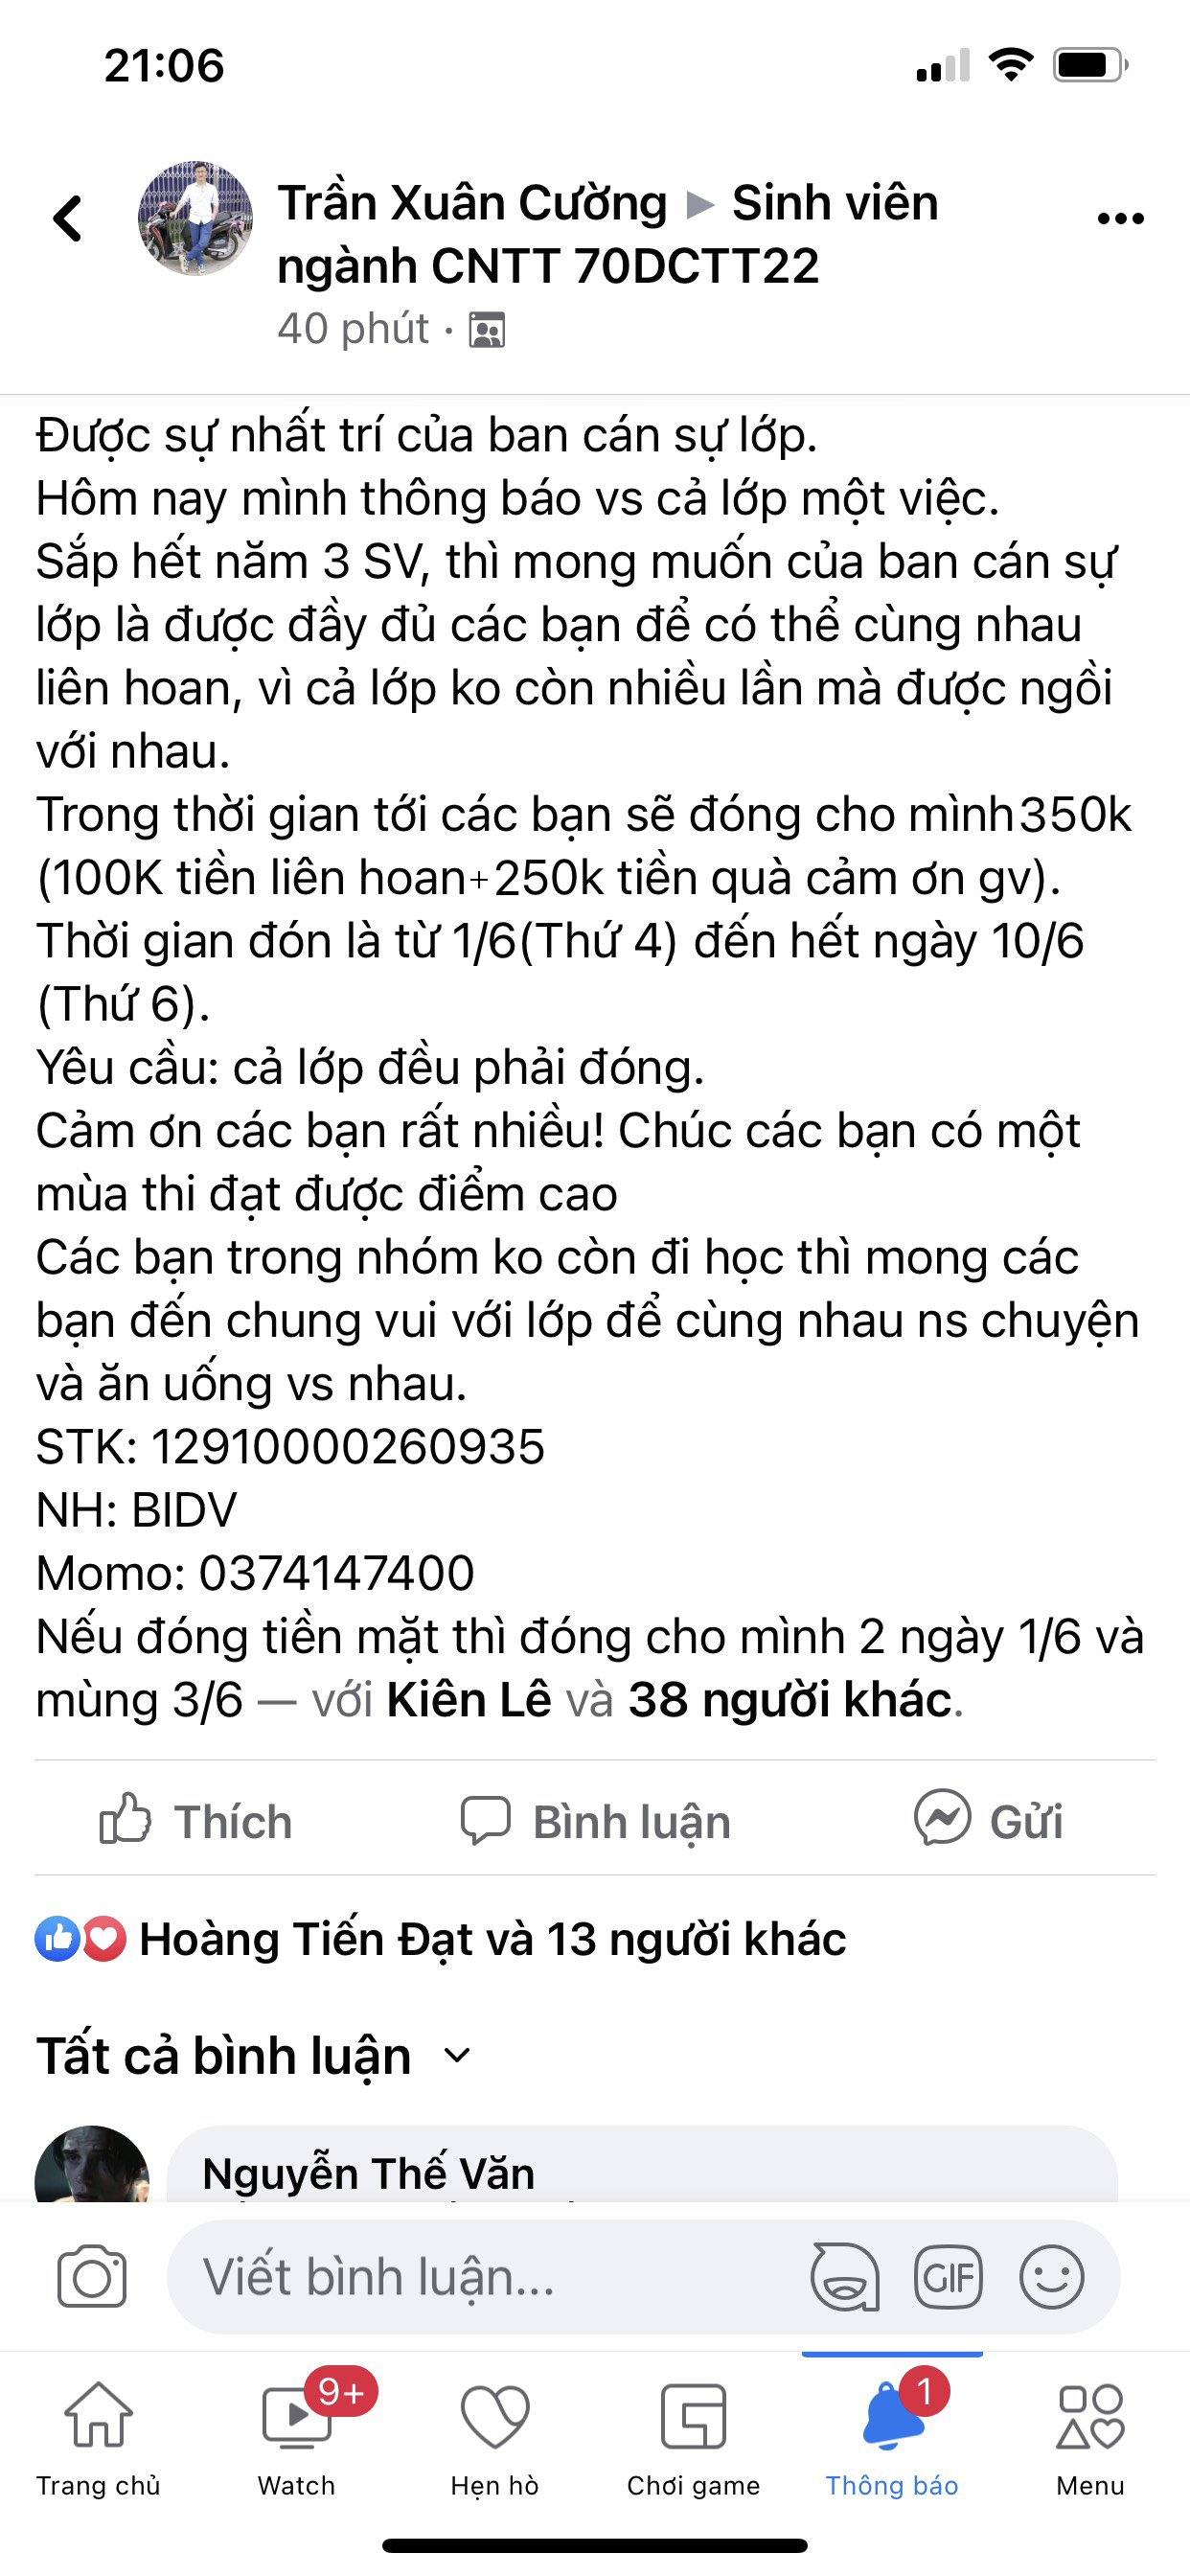 21:06
Trần Xuân Cường ▶ Sinh viên
ngành CNTT 70DCTT22
40 phút ·
Được sự nhất trí của ban cán sự lớp.
Hôm nay mình thông báo vs cả lớp một việc.
Sắp hết năm 3 SV, thì mong muốn của ban cán sự
lớp là được đầy đủ các bạn để có thể cùng nhau
liên hoan, vì cả lớp ko còn nhiều lần mà được ngồi
với nhau.
Trong thời gian tới các bạn sẽ đóng cho mình350k
(100K tiền liên hoan+250k tiền quà cảm ơn gv).
Thời gian đón là từ 1/6(Thứ 4) đến hết ngày 10/6
(Thứ 6).
Yêu cầu: cả lớp đều phải đóng.
Cảm ơn các bạn rất nhiều! Chúc các bạn có một
mùa thi đạt được điểm cao
Các bạn trong nhóm ko còn đi học thì mong các
bạn đến chung vui với lớp để cùng nhau ns chuyện
và ăn uống vs nhau.
STK: 12910000260935
NH: BIDV
Momo: 0374147400
Nếu đóng tiền mặt thì đóng cho mình 2 ngày 1/6 và
mùng 3/6 — với Kiên Lê và 38 người khác.
Thích Bình luận Gửi
Hoàng Tiến Đạt và 13 người khác
Tất cả bình luận
Nguyễn Thế Văn
Viết bình luận...
GIF
9+ 1
Trang chủ Watch Hẹn hò Chơi game Thông báo Menu